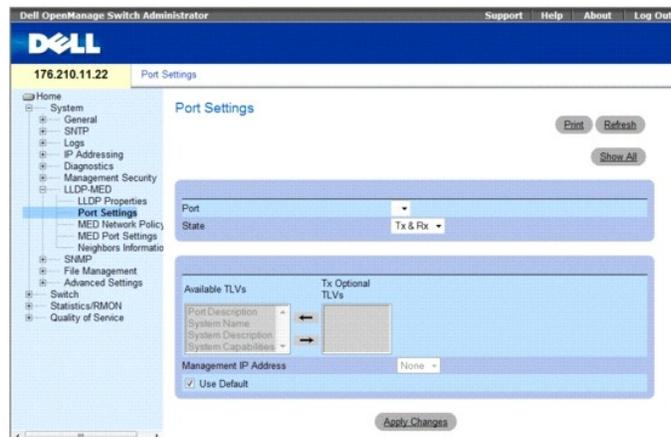 Dell OpenManage Switch Administrator
Support Help About Log Out
DELL
176.210.11.22
Port Settings
Home
System
General
SNTP
Logs
IP Addressing
Diagnostics
Management Security
LLDP-MED
LLDP Properties
Port Settings
MED Network Policy
MED Port Settings
Neighbors Informatio
SNMP
File Management
Advanced Settings
Switch
Statistics/RMON
Quality of Service
Port Settings
Print Refresh
Show All
Port
State Tx & Rx
Available TLVs
Tx Optional
TLVs
Port Description
System Name
System Description
System Capabilities
Management IP Address None
Use Default
Apply Changes